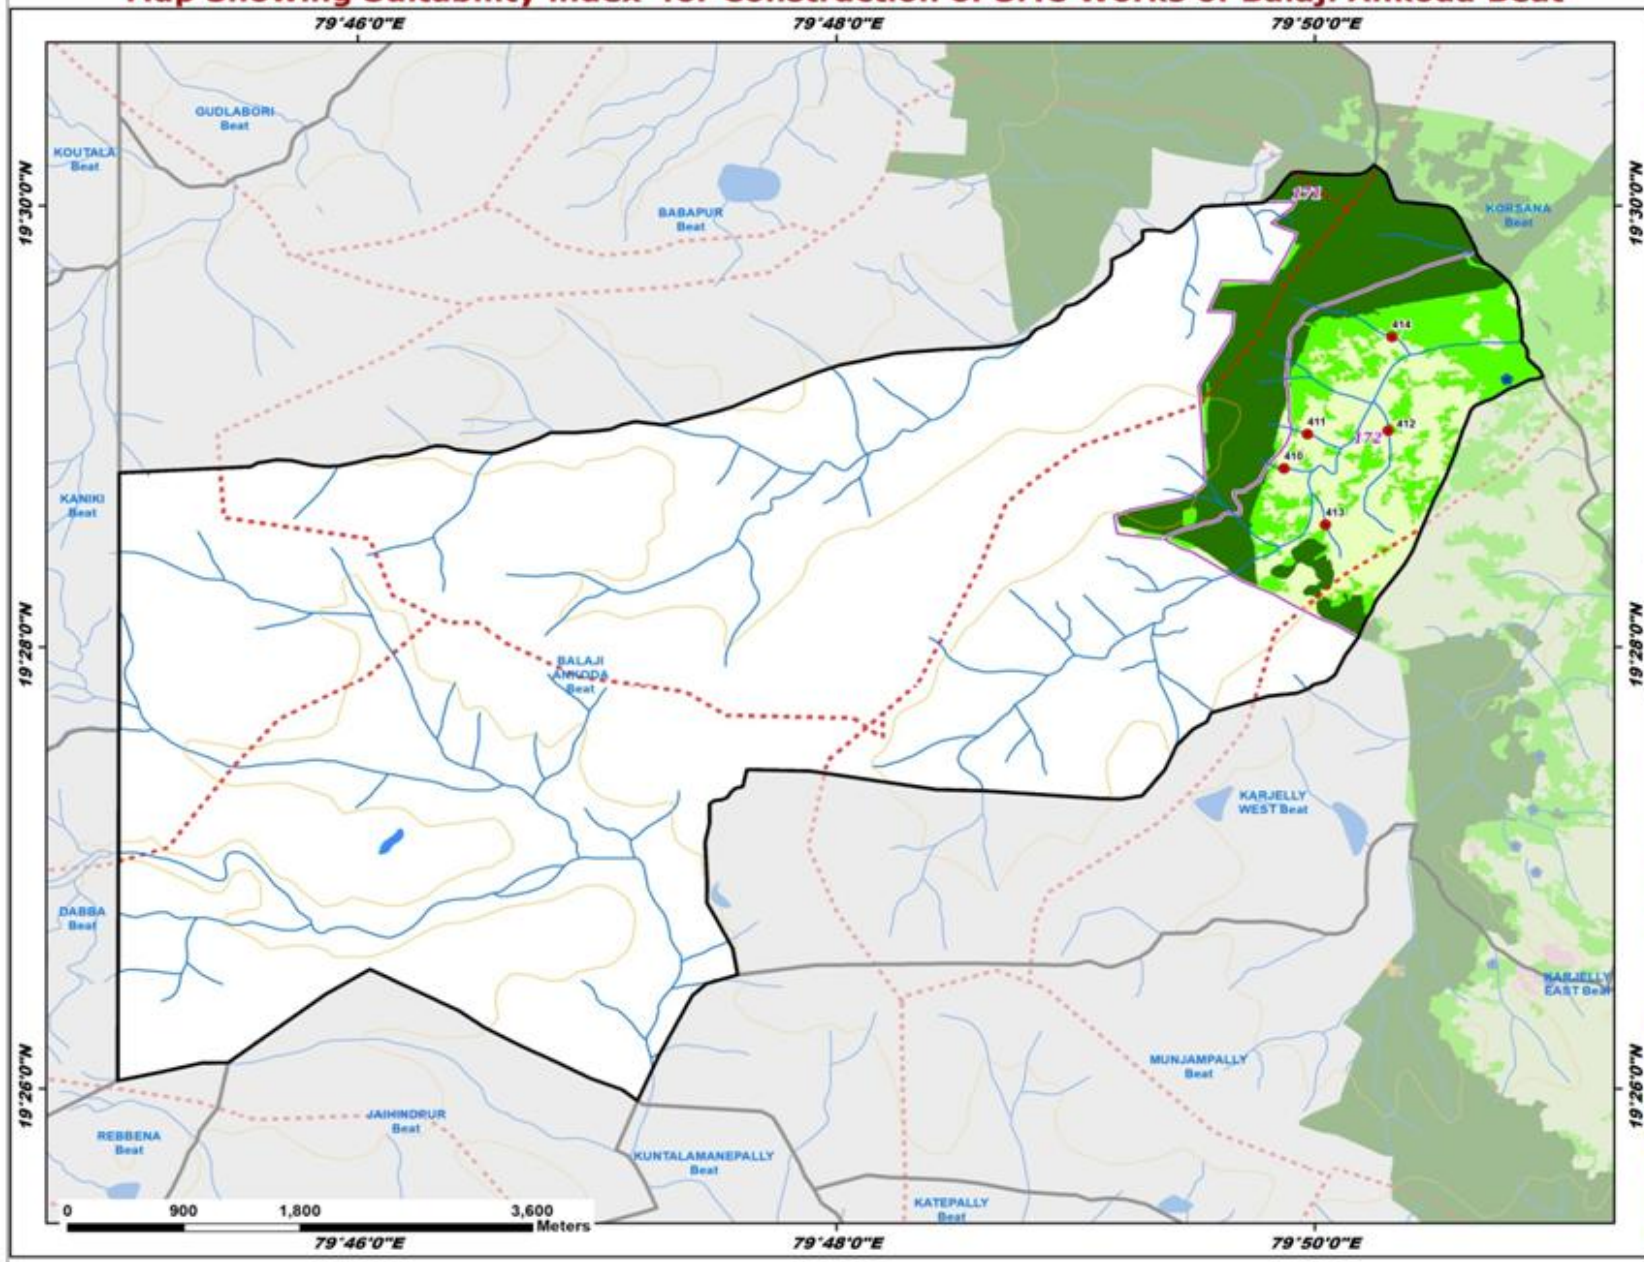 Map Showing Suitability Index for Construction of SMC Works of Balaji Ankoda Beat
79°46'0"E
79°48'0"E
79°50'0"E
GUDLABORI
Beat
KOUTALA
Beat
19°30'0"N
BABAPUR
Beat
171
KORSANA
Beat
19°30'0"N
414
411
412
172
410
413
KANIKI
Beat
19°28'0"N
BALAJI
ANKODA
Beat
19°28'0"N
KARJELLY
WEST Beat
DABBA
Beat
KARJELLY
EAST Beat
19°26'0"N
MUNJAMPALLY
Beat
19°26'0"N
JAIHINDPUR
Beat
REBBENA
Beat
KUNTALAMANEPALLY
Beat
KATEPALLY
Beat
0 900 1,800 3,600
Meters
79°46'0"E
79°48'0"E
79°50'0"E